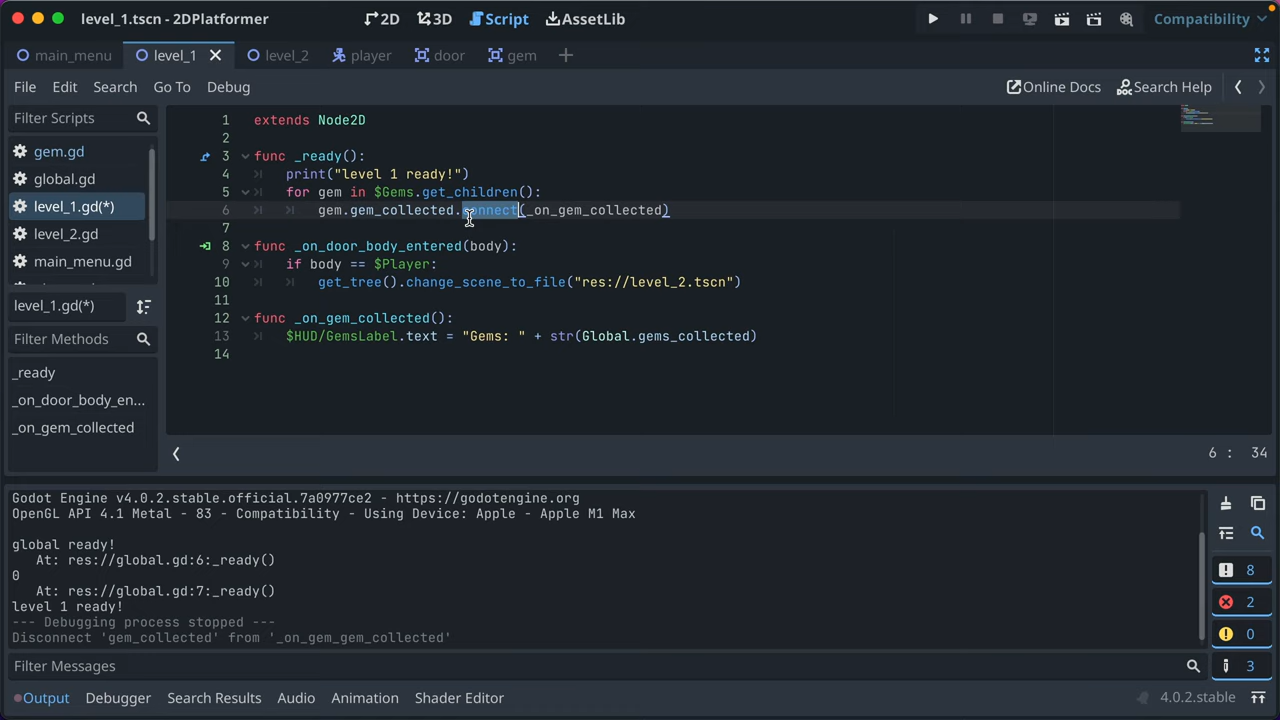 level_1.tscn - 2DPlatformer
2D
3D
Script
AssetLib
Compatibility
main_menu
level_1
level_2
player
door
gem
File
Edit
Search
Go To
Debug
Online Docs
Search Help
Filter Scripts
gem.gd
global.gd
level_1.gd(*)
level_2.gd
main_menu.gd
level_1.gd(*)
Filter Methods
_ready
_on_door_body_en...
_on_gem_collected
1 extends Node2D
2
3 func _ready():
4 print("level 1 ready!")
5 for gem in $Gems.get_children():
6 gem.gem_collected.connect(_on_gem_collected)
7
8 func _on_door_body_entered(body):
9 if body == $Player:
10 get_tree().change_scene_to_file("res://level_2.tscn")
11
12 func _on_gem_collected():
13 $HUD/GemsLabel.text = "Gems: " + str(Global.gems_collected)
14
6 : 34
Godot Engine v4.0.2.stable.official.7a0977ce2 - https://godotengine.org
OpenGL API 4.1 Metal - 83 - Compatibility - Using Device: Apple - Apple M1 Max
global ready!
At: res://global.gd:6:_ready()
0
At: res://global.gd:7:_ready()
level 1 ready!
--- Debugging process stopped ---
Disconnect 'gem_collected' from '_on_gem_gem_collected'
8
2
0
3
Filter Messages
Output
Debugger
Search Results
Audio
Animation
Shader Editor
4.0.2.stable